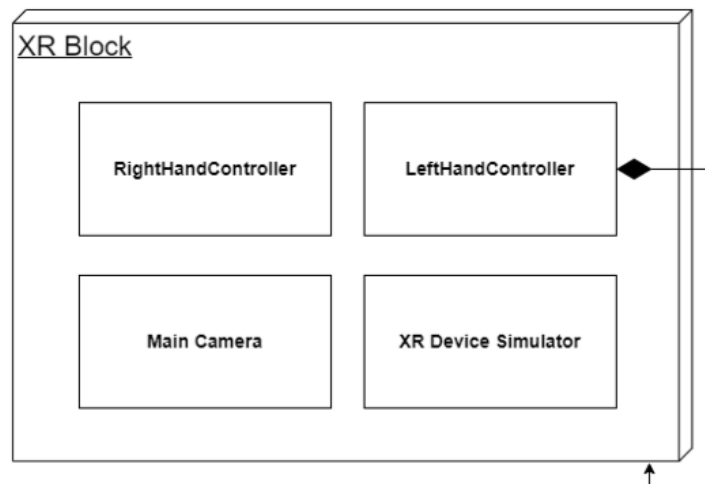 XR Block
RightHandController
LeftHandController
Main Camera
XR Device Simulator